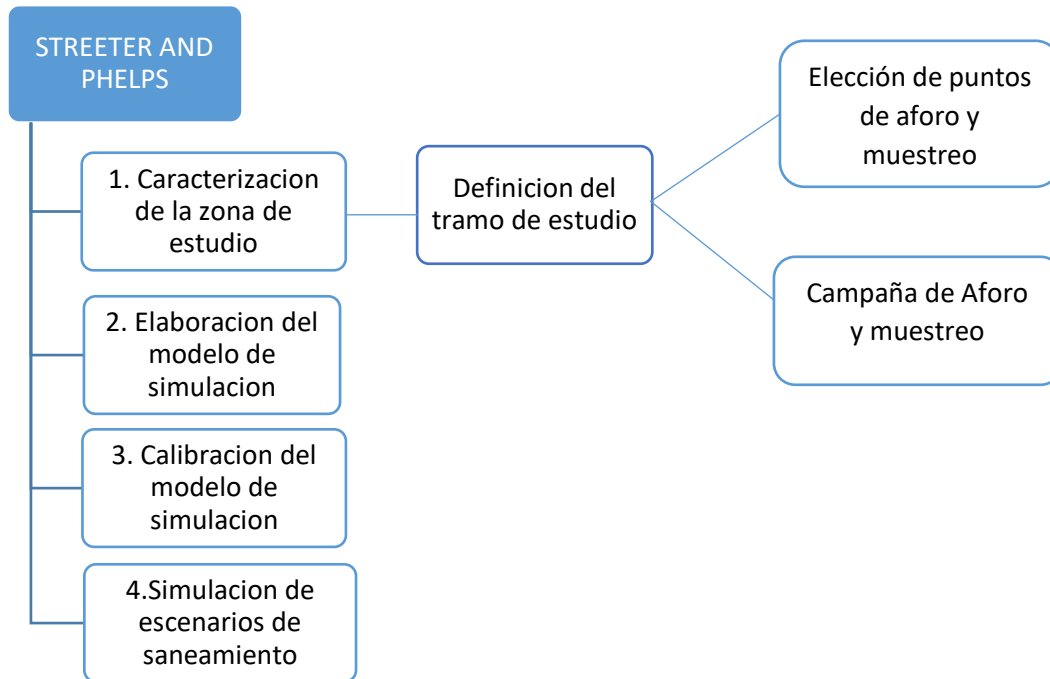 STREETER AND
PHELPS
1. Caracterizacion
de la zona de
estudio
Definicion del
tramo de estudio
Elección de puntos
de aforo y
muestreo
Campaña de Aforo
y muestreo
2. Elaboracion del
modelo de
simulacion
3. Calibracion del
modelo de
simulacion
4.Simulacion de
escenarios de
saneamiento